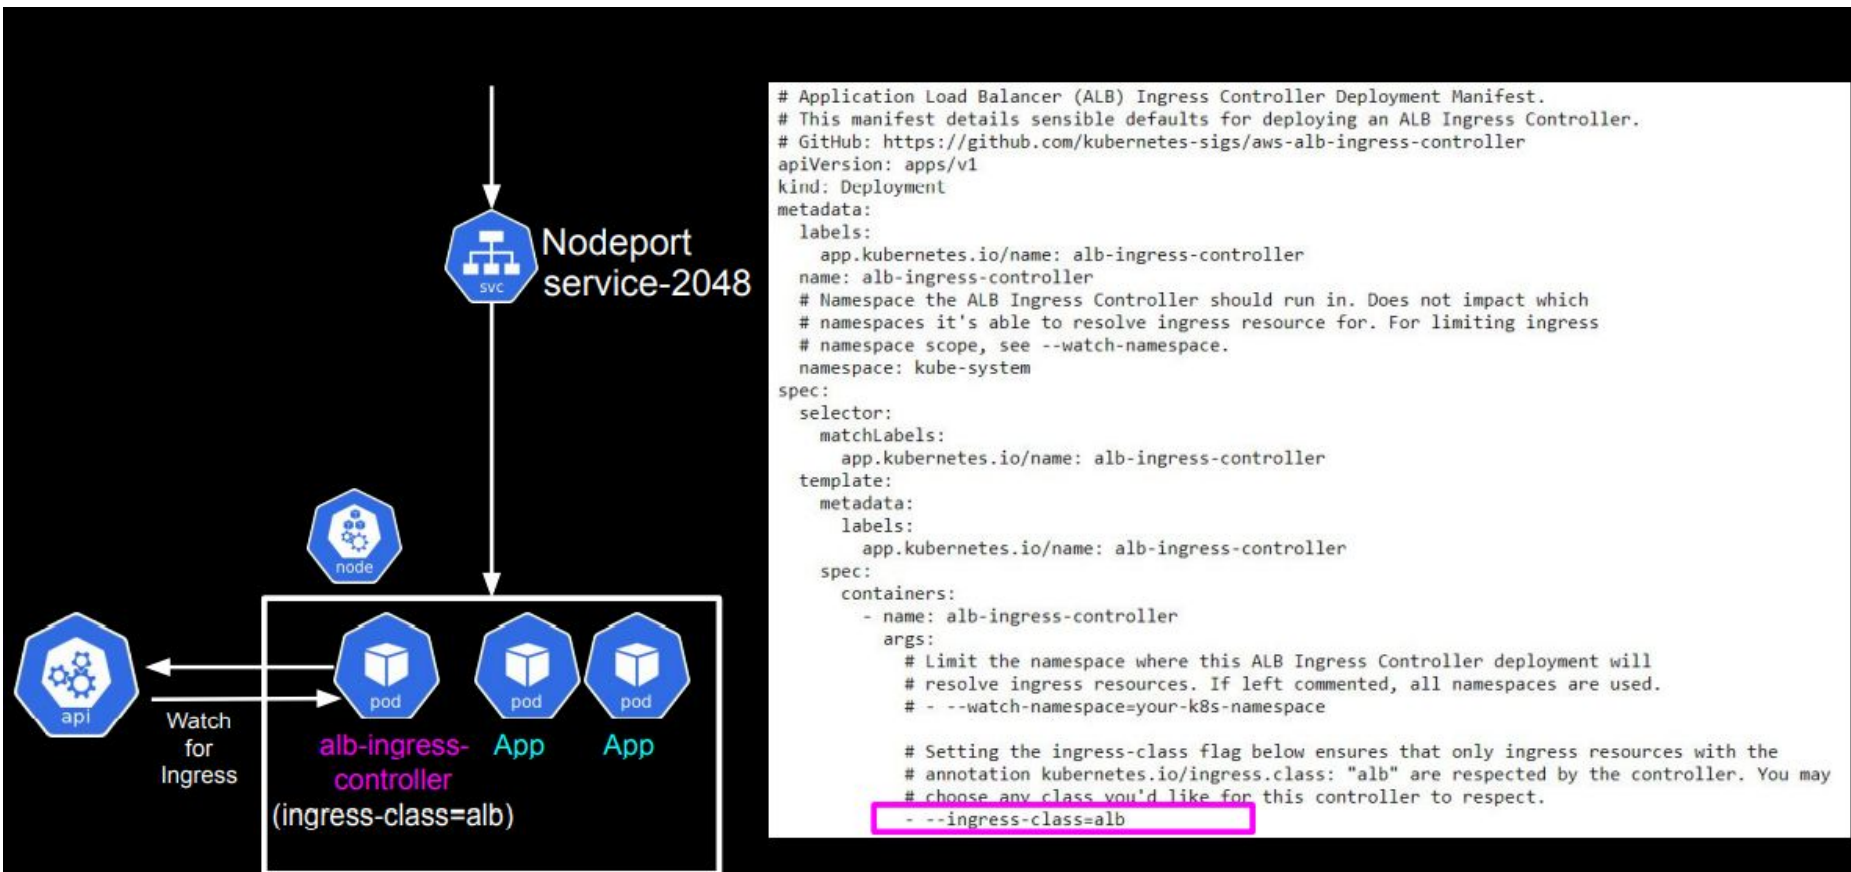 Nodeport
service-2048
svc
node
api
pod
pod
pod
Watch
for
Ingress
alb-ingress-
controller
(ingress-class=alb)
App
App
# Application Load Balancer (ALB) Ingress Controller Deployment Manifest.
# This manifest details sensible defaults for deploying an ALB Ingress Controller.
# GitHub: https://github.com/kubernetes-sigs/aws-alb-ingress-controller
apiVersion: apps/v1
kind: Deployment
metadata:
  labels:
    app.kubernetes.io/name: alb-ingress-controller
  name: alb-ingress-controller
  # Namespace the ALB Ingress Controller should run in. Does not impact which
  # namespaces it's able to resolve ingress resource for. For limiting ingress
  # namespace scope, see --watch-namespace.
  namespace: kube-system
spec:
  selector:
    matchLabels:
      app.kubernetes.io/name: alb-ingress-controller
  template:
    metadata:
      labels:
        app.kubernetes.io/name: alb-ingress-controller
    spec:
      containers:
        - name: alb-ingress-controller
          args:
            # Limit the namespace where this ALB Ingress Controller deployment will
            # resolve ingress resources. If left commented, all namespaces are used.
            # - --watch-namespace=your-k8s-namespace
            # Setting the ingress-class flag below ensures that only ingress resources with the
            # annotation kubernetes.io/ingress.class: "alb" are respected by the controller. You may
            # choose any class you'd like for this controller to respect.
            - --ingress-class=alb